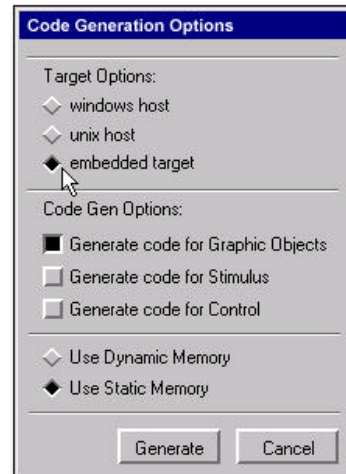 Code Generation Options
Target Options:
windows host
unix host
embedded target
Code Gen Options:
Generate code for Graphic Objects
Generate code for Stimulus
Generate code for Control
Use Dynamic Memory
Use Static Memory
Generate Cancel